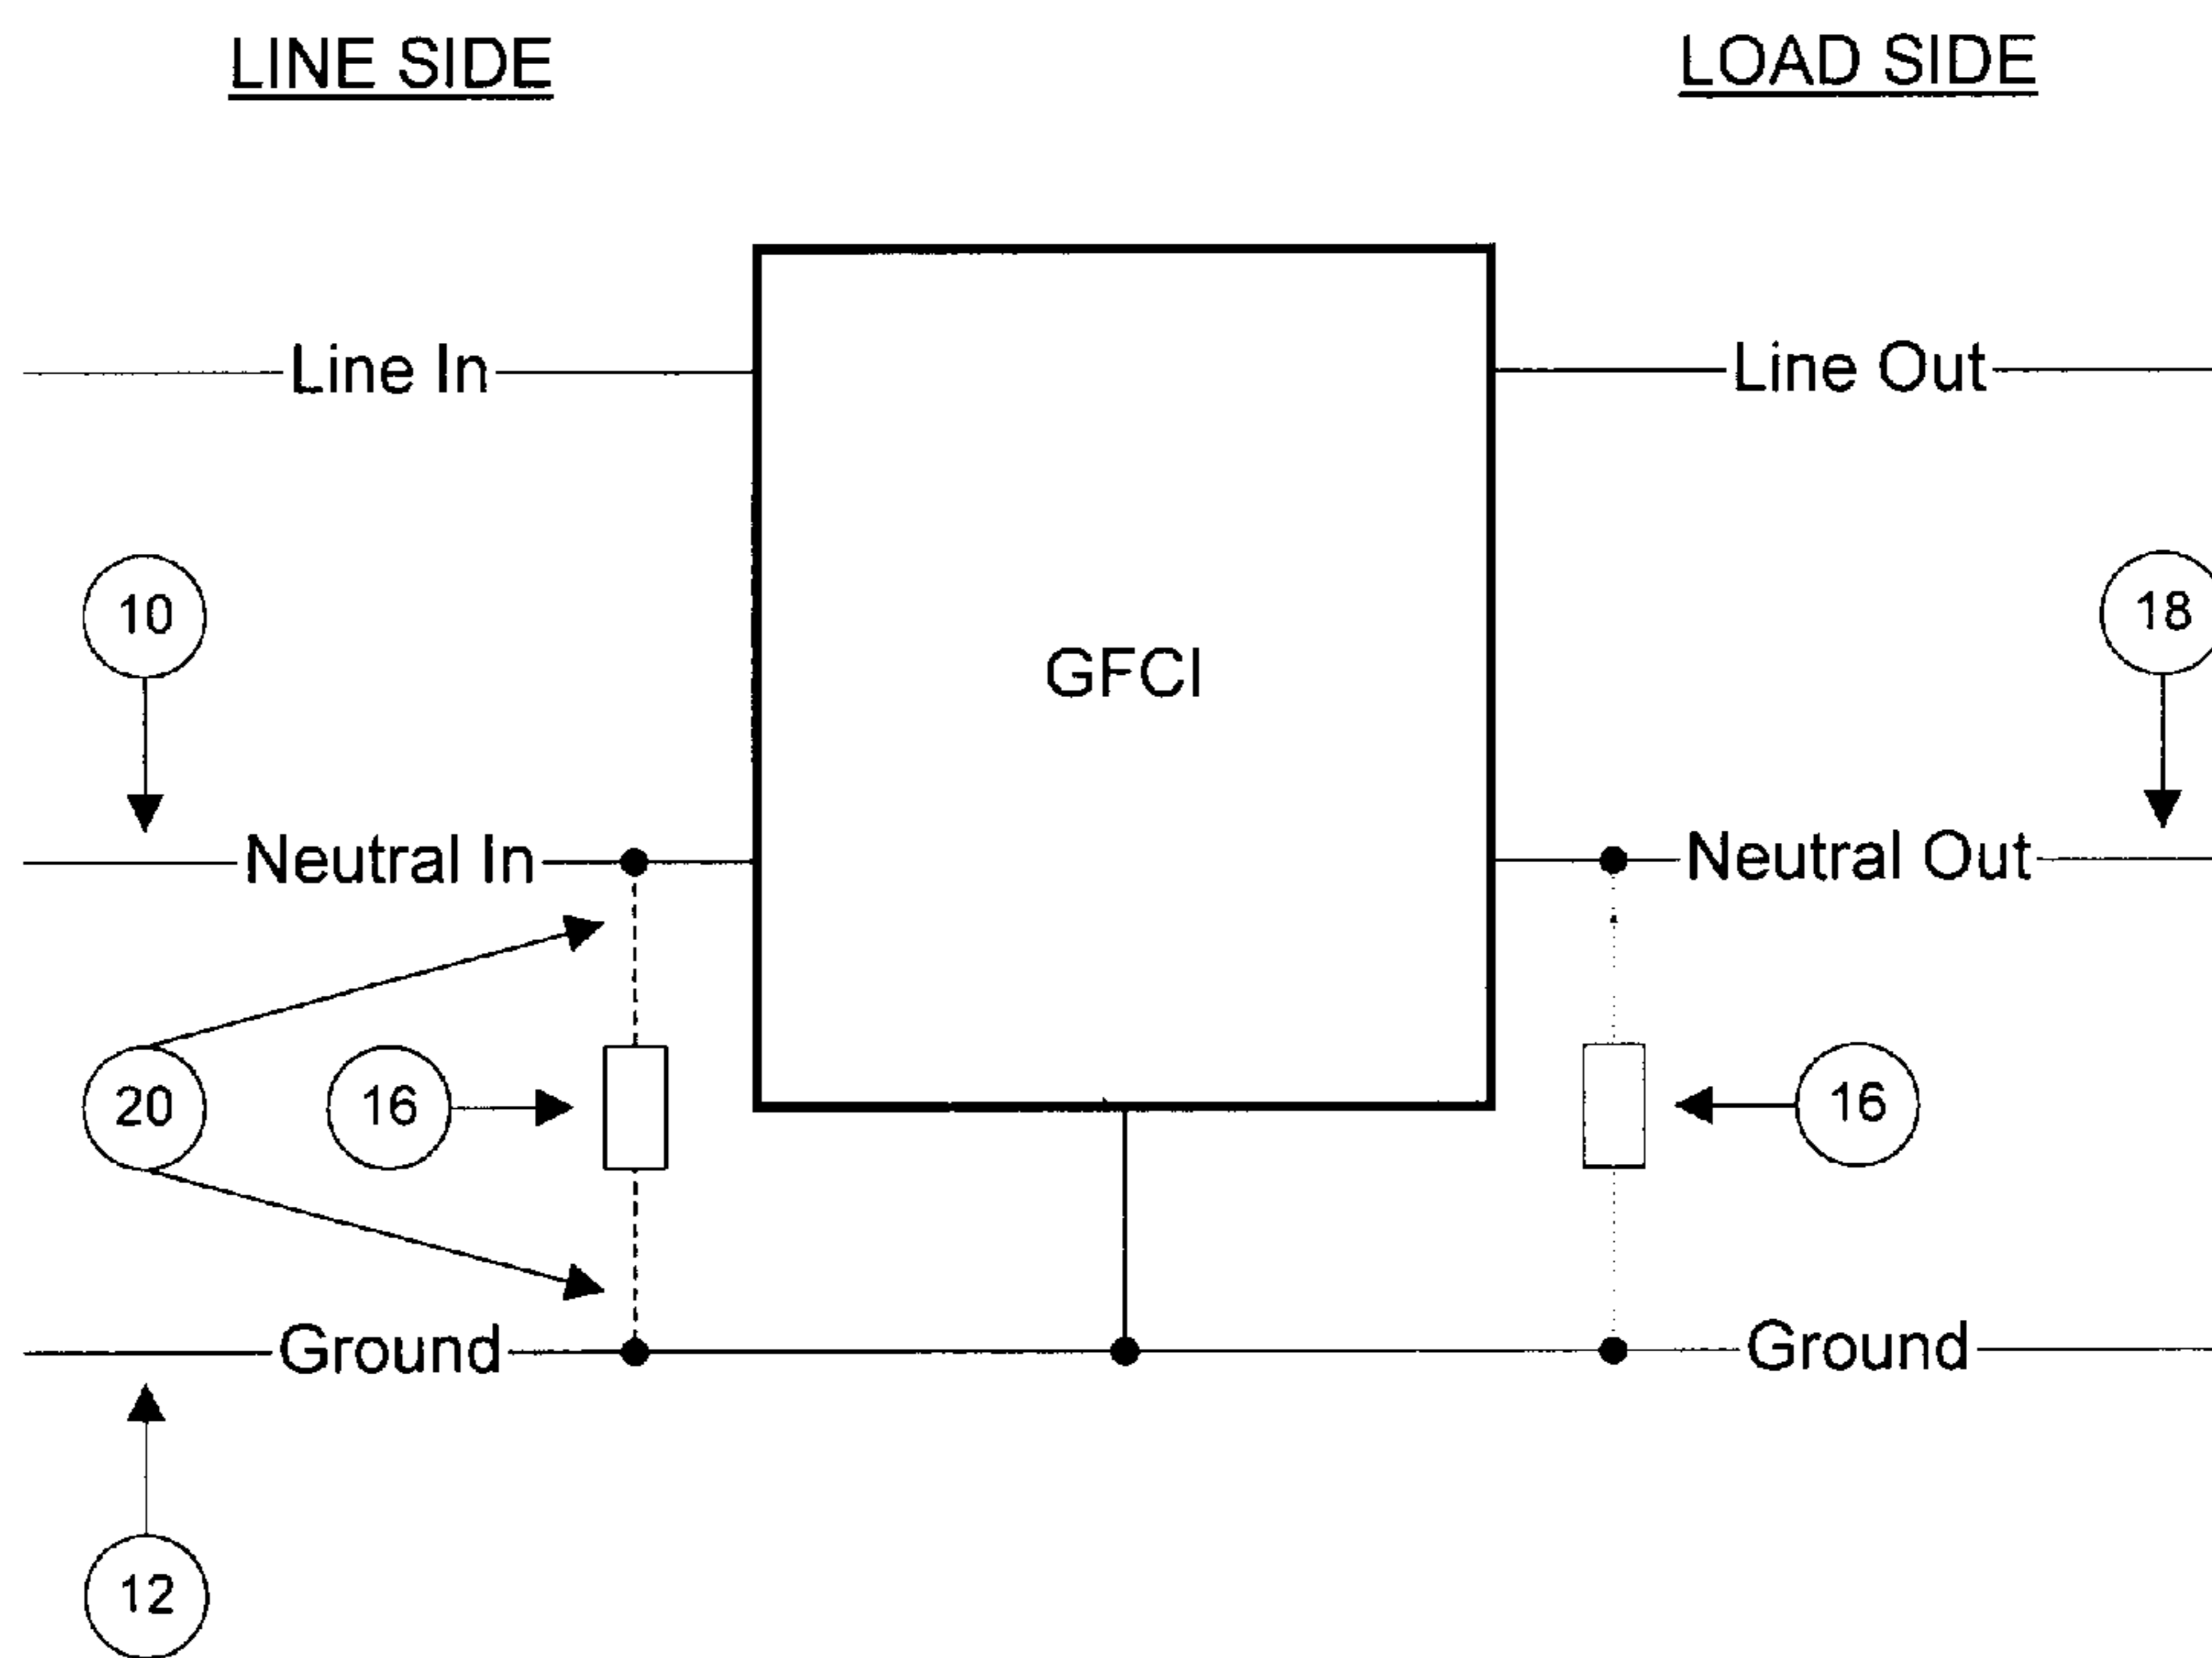 LINE SIDE
LOAD SIDE
Line In
Line Out
10
18
GFCI
Neutral In
Neutral Out
20
16
16
Ground
Ground
12